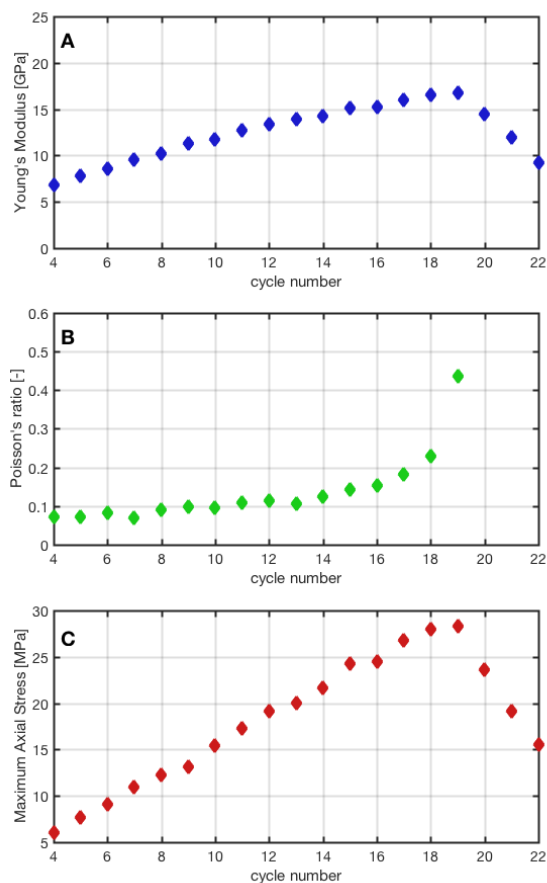 A
Young's Modulus [GPa]
25
20
15
10
5
0
4 6 8 10 12 14 16 18 20 22
cycle number
B
Poisson's ratio [-]
0.6
0.5
0.4
0.3
0.2
0.1
0
4 6 8 10 12 14 16 18 20 22
cycle number
C
Maximum Axial Stress [MPa]
30
25
20
15
10
5
4 6 8 10 12 14 16 18 20 22
cycle number